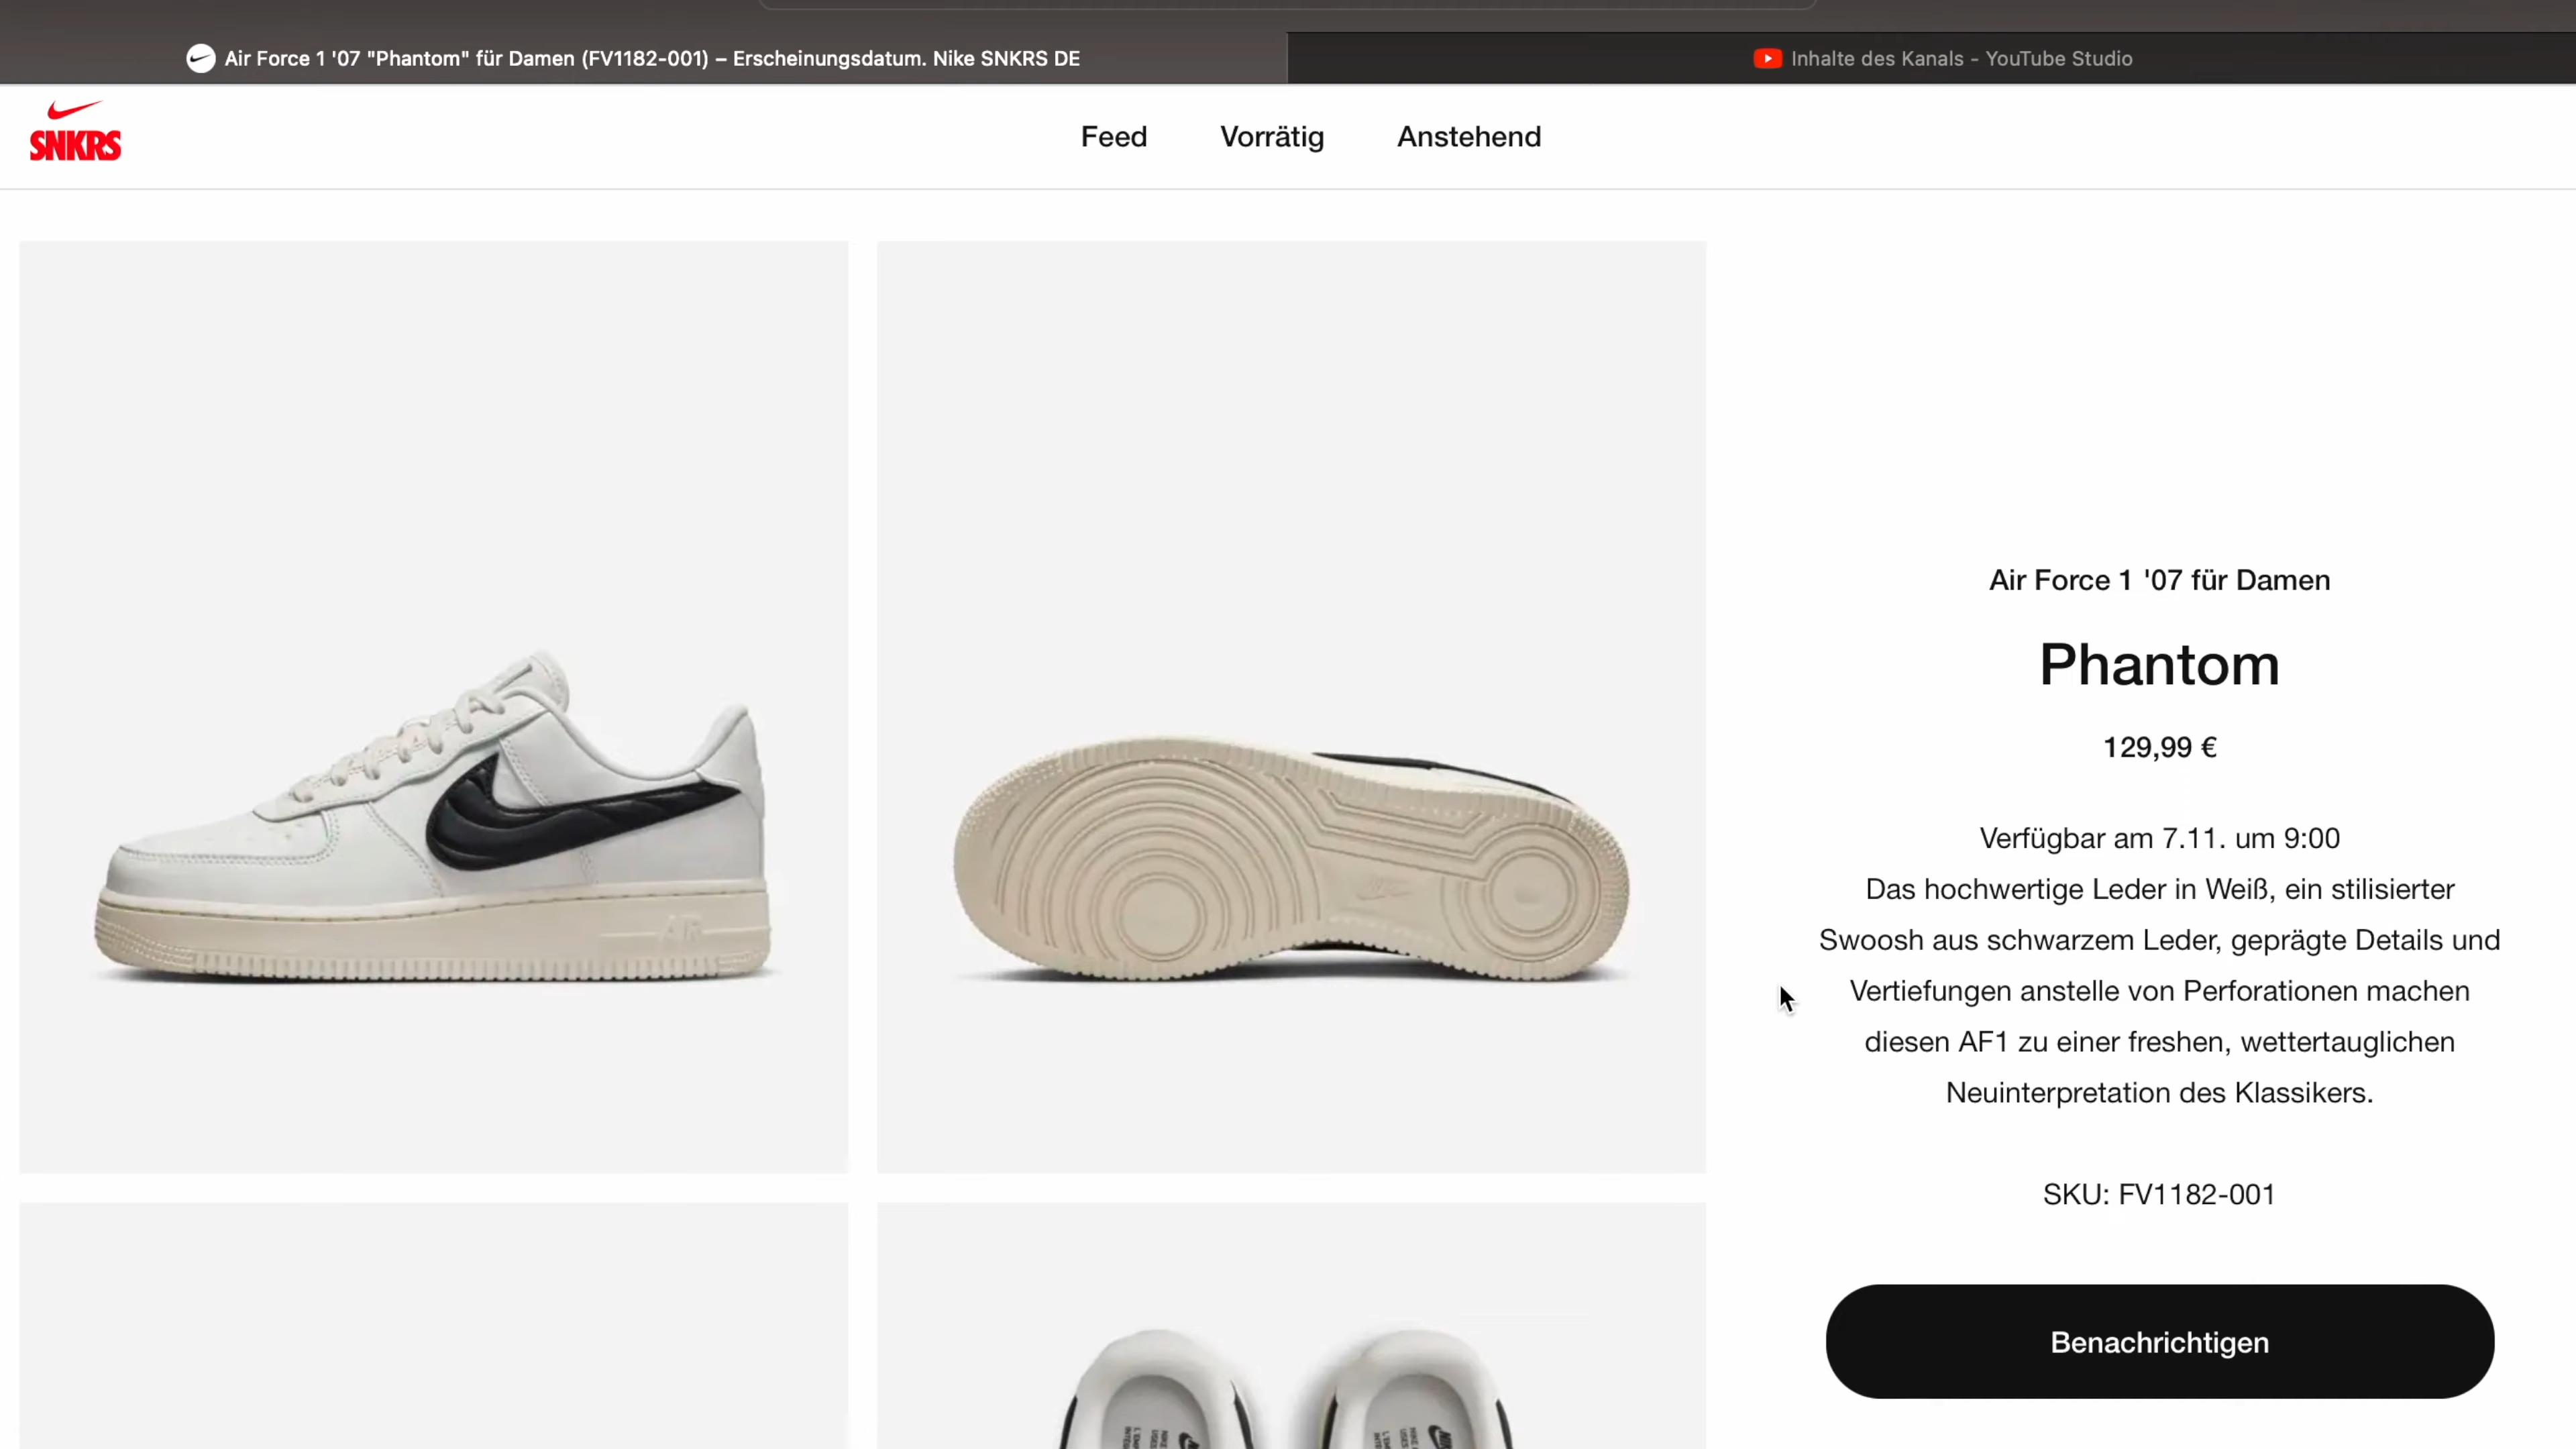 Air Force 1 '07 "Phantom" für Damen (FV1182-001) – Erscheinungsdatum. Nike SNKRS DE
Inhalte des Kanals - YouTube Studio
SNKRS
Feed
Vorrätig
Anstehend
AIR
Air Force 1 '07 für Damen
Phantom
129,99 €
Verfügbar am 7.11. um 9:00
Das hochwertige Leder in Weiß, ein stilisierter
Swoosh aus schwarzem Leder, geprägte Details und
Vertiefungen anstelle von Perforationen machen
diesen AF1 zu einer freshen, wettertauglichen
Neuinterpretation des Klassikers.
SKU: FV1182-001
Benachrichtigen